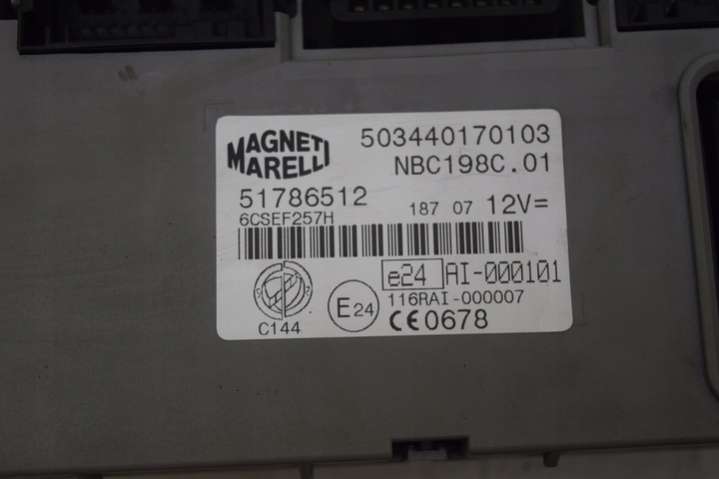 MAGNETI
MARELLI
503440170103
NBC198C.01
51786512
6CSEF257H
187 07 12V=
e24 AI-000101
116RAI-000007
C144
E24
CE0678